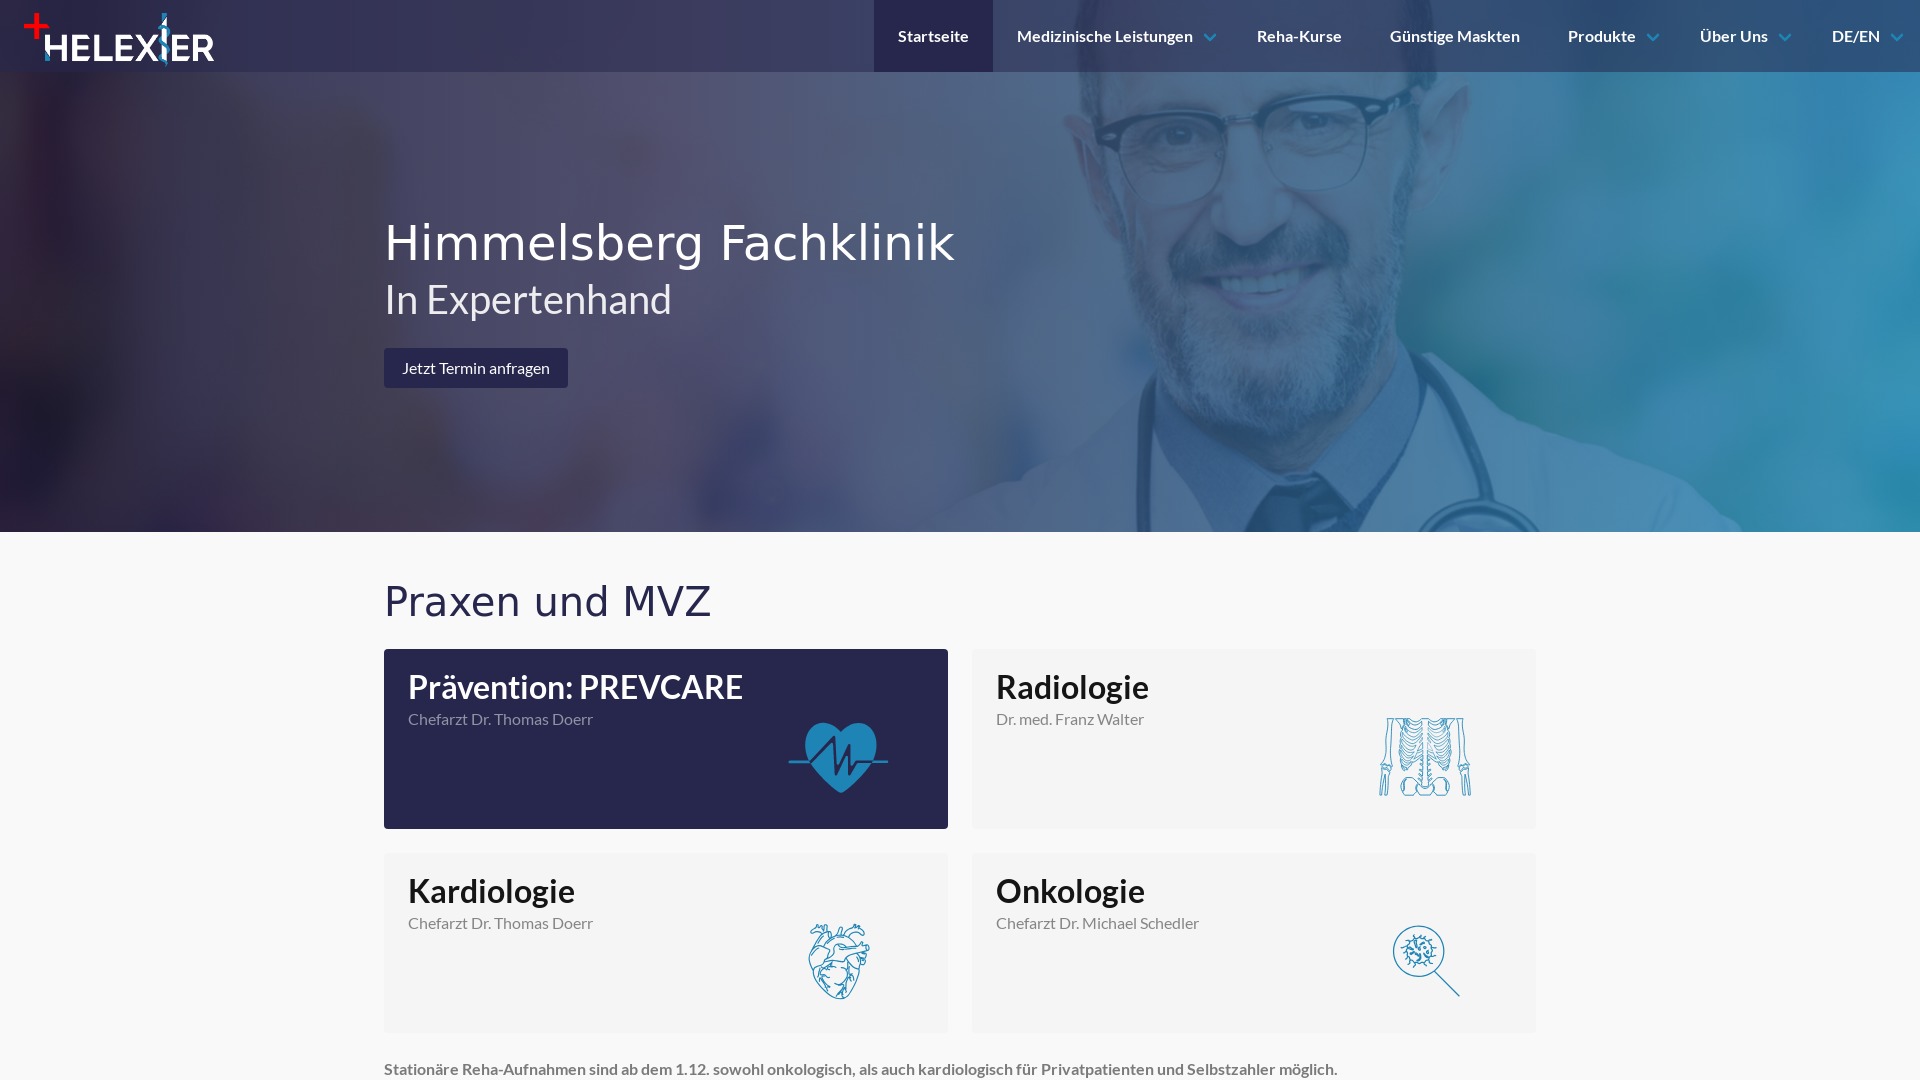 HELEXIER
Startseite
Medizinische Leistungen
Reha-Kurse
Günstige Maskten
Produkte
Über Uns
DE/EN
Himmelsberg Fachklinik
In Expertenhand
Jetzt Termin anfragen
Praxen und MVZ
Prävention: PREVCARE
Chefarzt Dr. Thomas Doerr
Radiologie
Dr. med. Franz Walter
Kardiologie
Chefarzt Dr. Thomas Doerr
Onkologie
Chefarzt Dr. Michael Schedler
Stationäre Reha-Aufnahmen sind ab dem 1.12. sowohl onkologisch, als auch kardiologisch für Privatpatienten und Selbstzahler möglich.